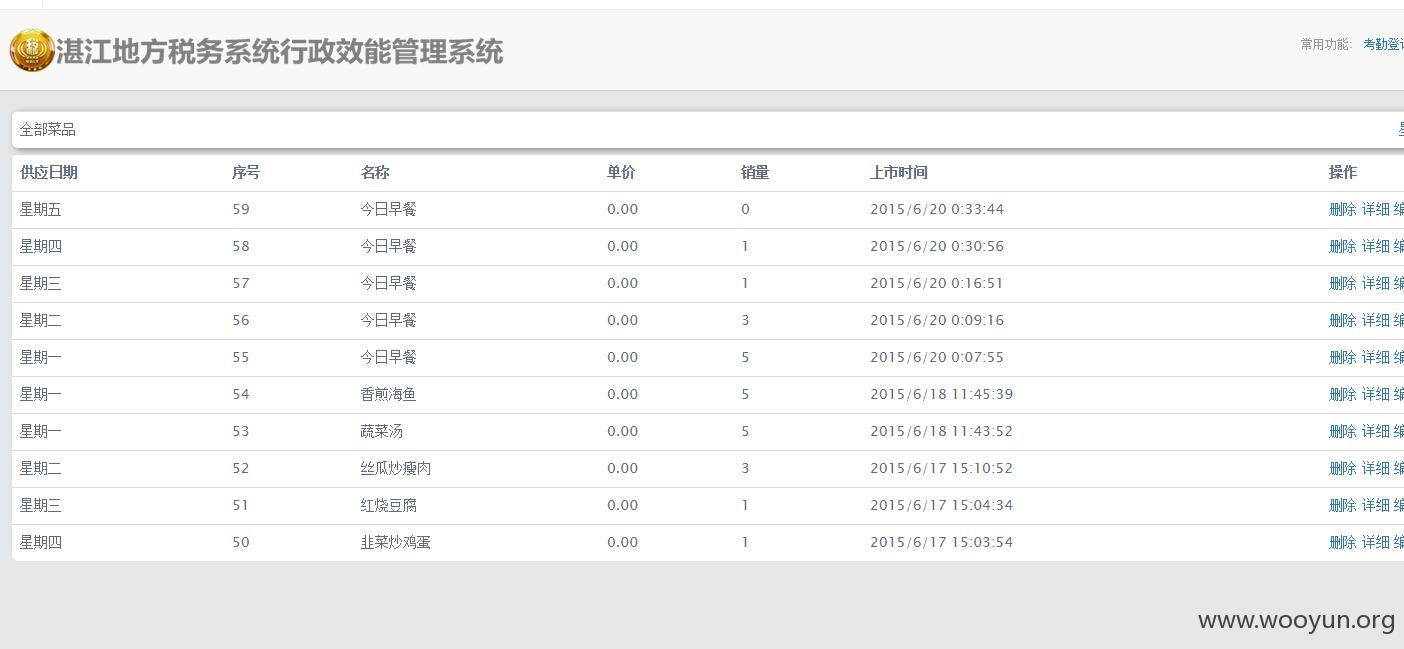 湛江地方税务系统行政效能管理系统
常用功能: 考勤登
全部菜品
供应日期 序号 名称 单价 销量 上市时间 操作
星期五 59 今日早餐 0.00 0 2015/6/20 0:33:44 删除 详细 编
星期四 58 今日早餐 0.00 1 2015/6/20 0:30:56 删除 详细 编
星期三 57 今日早餐 0.00 1 2015/6/20 0:16:51 删除 详细 编
星期二 56 今日早餐 0.00 3 2015/6/20 0:09:16 删除 详细 编
星期一 55 今日早餐 0.00 5 2015/6/20 0:07:55 删除 详细 编
星期一 54 香煎海鱼 0.00 5 2015/6/18 11:45:39 删除 详细 编
星期一 53 蔬菜汤 0.00 5 2015/6/18 11:43:52 删除 详细 编
星期二 52 丝瓜炒瘦肉 0.00 3 2015/6/17 15:10:52 删除 详细 编
星期三 51 红烧豆腐 0.00 1 2015/6/17 15:04:34 删除 详细 编
星期四 50 韭菜炒鸡蛋 0.00 1 2015/6/17 15:03:54 删除 详细 编
www.wooyun.org